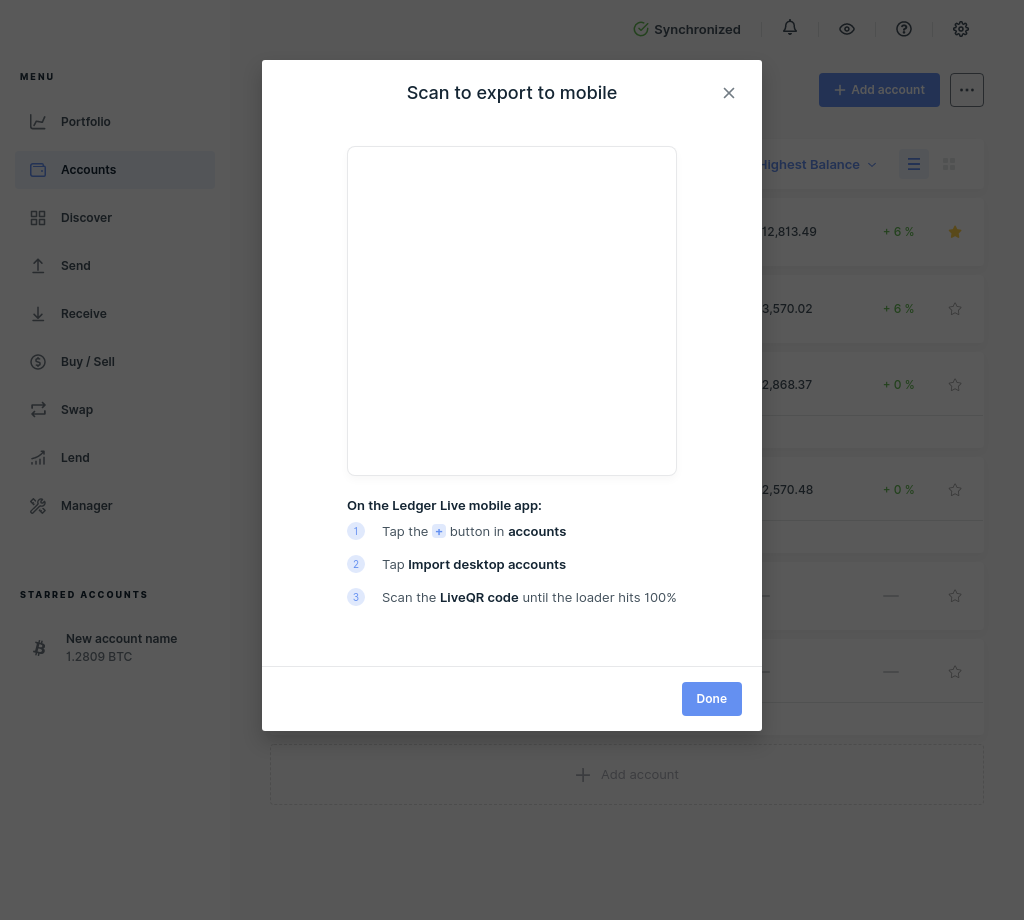 Synchronized
MENU
Portfolio
Accounts
Discover
Send
Receive
Buy / Sell
Swap
Lend
Manager
STARRED ACCOUNTS
New account name
1.2809 BTC
Add account
Highest Balance
12,813.49 + 6 %
3,570.02 + 6 %
2,868.37 + 0 %
2,570.48 + 0 %
— —
— —
Add account
Scan to export to mobile
On the Ledger Live mobile app:
1 Tap the + button in accounts
2 Tap Import desktop accounts
3 Scan the LiveQR code until the loader hits 100%
Done